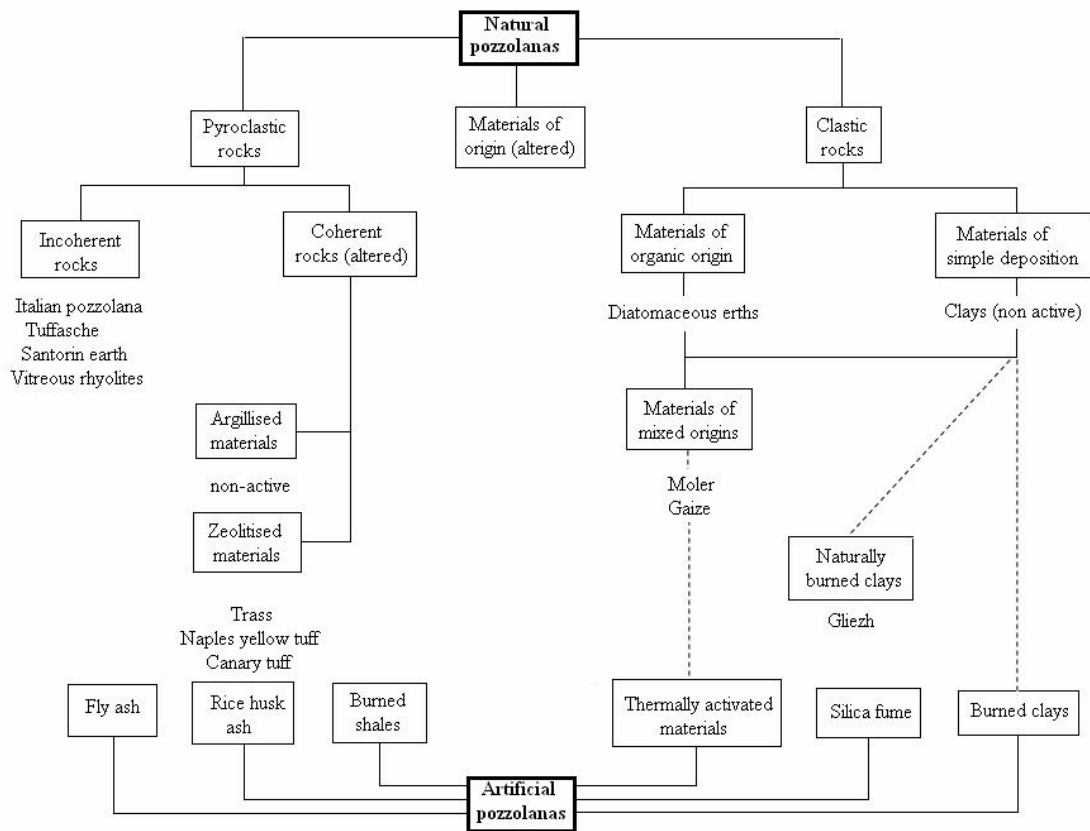 Natural
pozzolanas
Pyroclastic
rocks
Materials of
origin (altered)
Clastic
rocks
Incoherent
rocks
Coherent
rocks (altered)
Materials of
organic origin
Materials of
simple deposition
Italian pozzolana
Tuffasche
Santorin earth
Vitreous rhyolites
Diatomaceous erths
Clays (non active)
Argillised
materials
Materials of
mixed origins
non-active
Moler
Gaize
Zeolitised
materials
Naturally
burned clays
Gliezh
Trass
Naples yellow tuff
Canary tuff
Fly ash
Rice husk
ash
Burned
shales
Thermally activated
materials
Silica fume
Burned clays
Artificial
pozzolanas